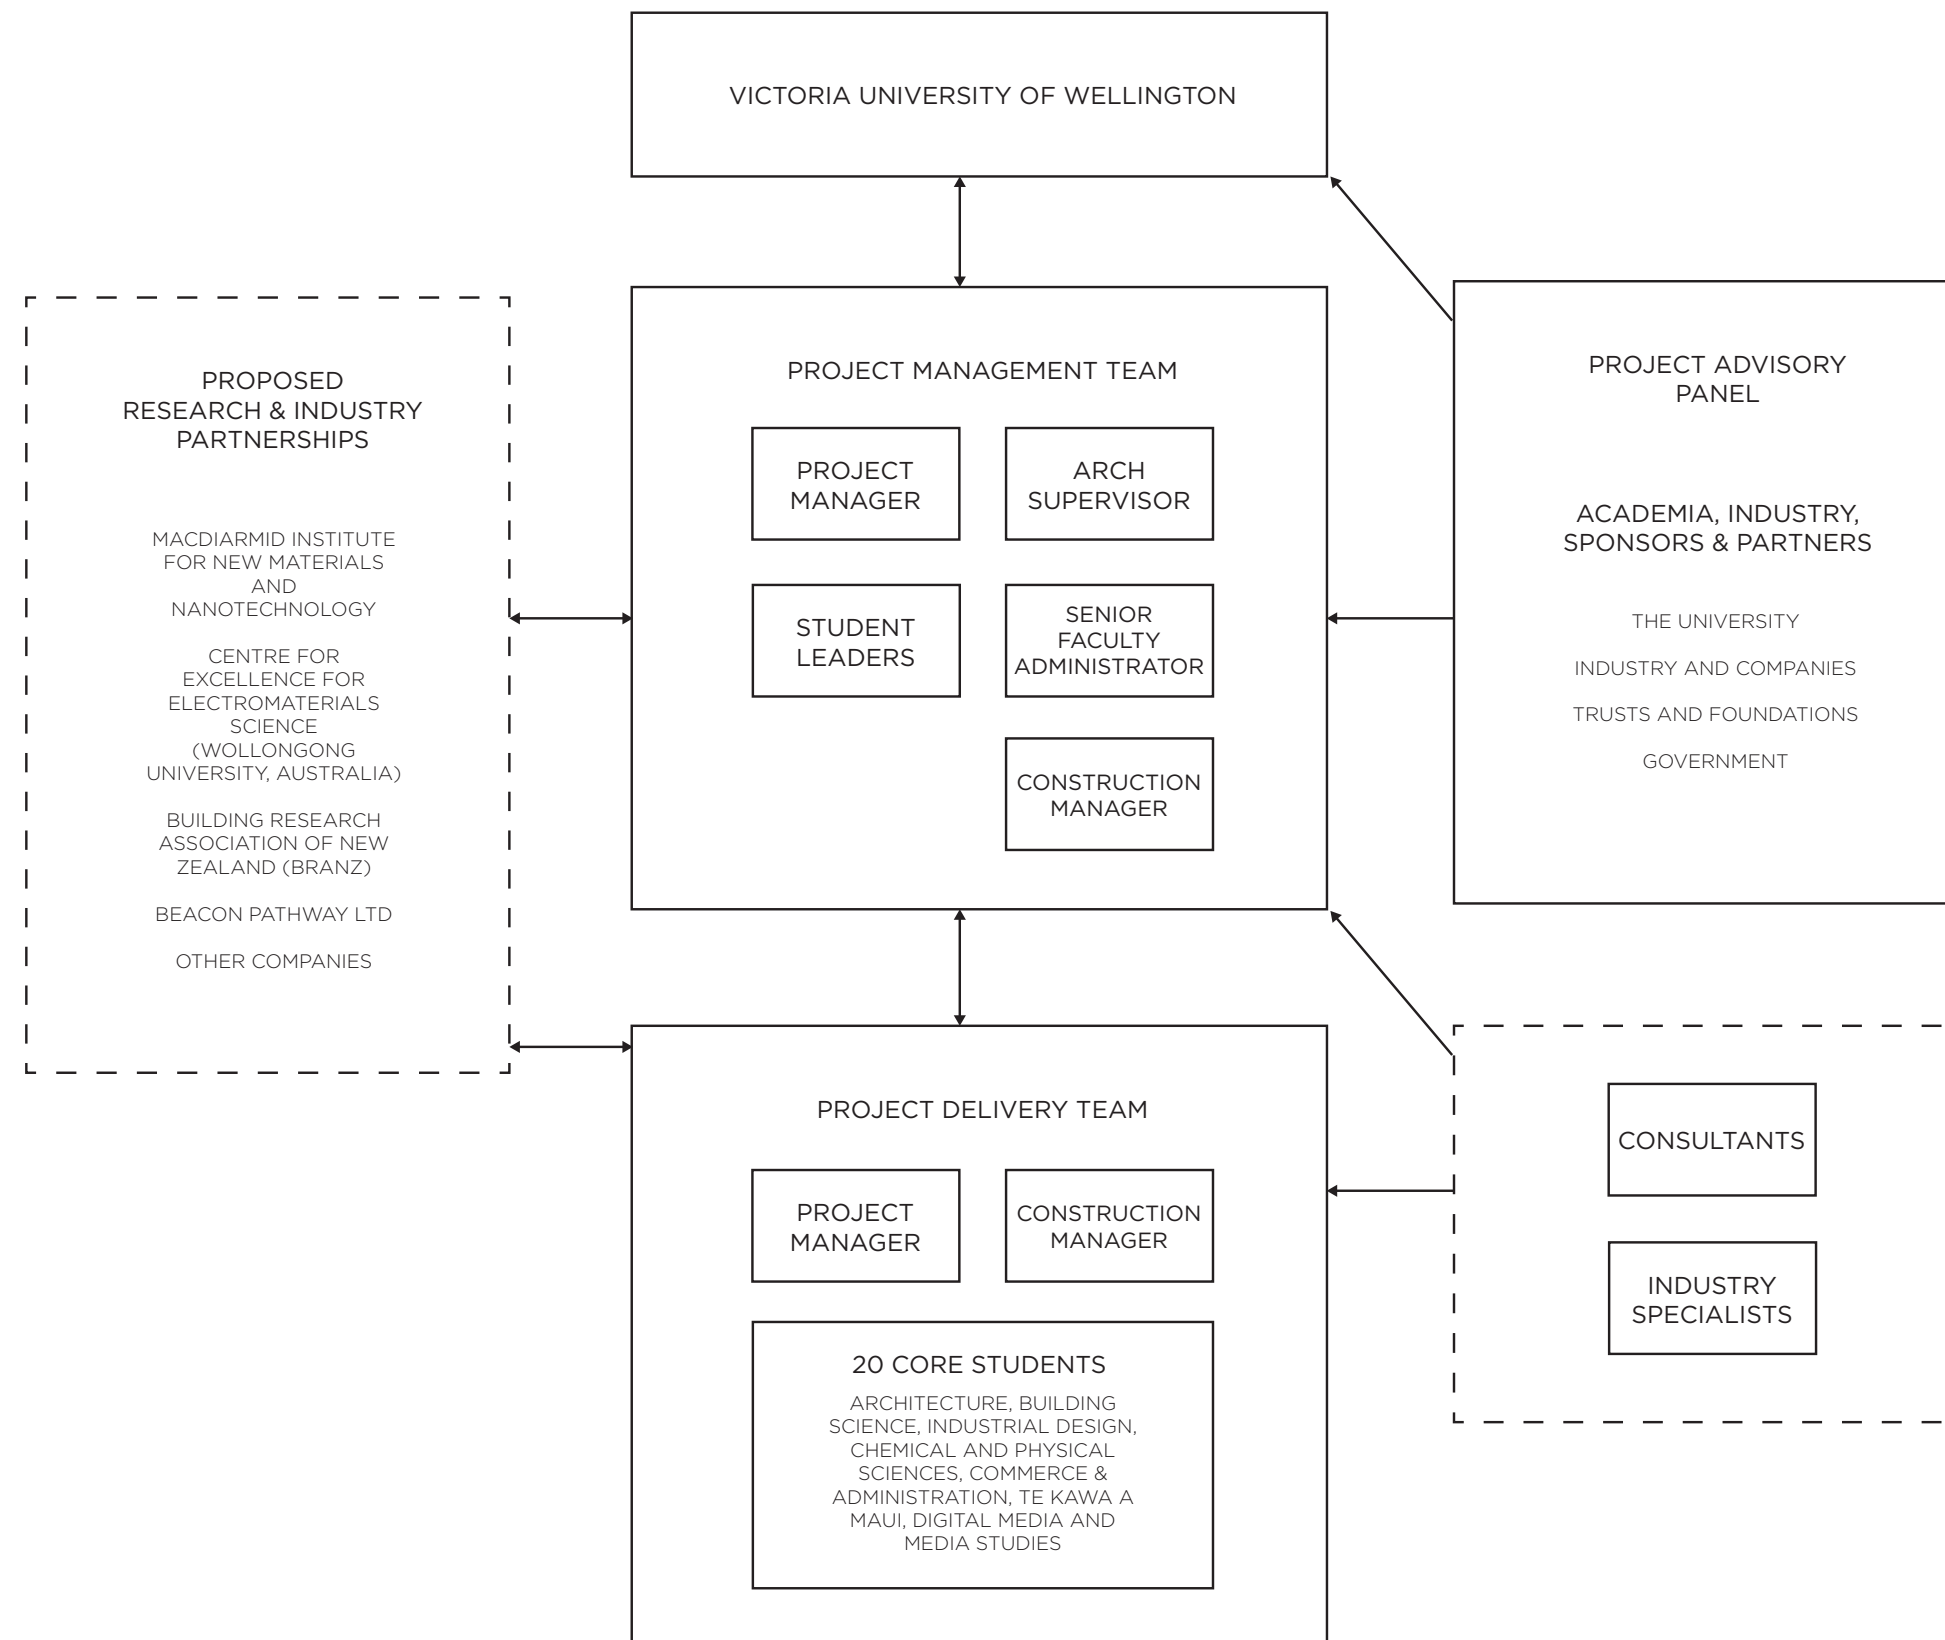 VICTORIA UNIVERSITY OF WELLINGTON
PROPOSED
RESEARCH & INDUSTRY
PARTNERSHIPS
MACDIARMID INSTITUTE
FOR NEW MATERIALS
AND
NANOTECHNOLOGY
CENTRE FOR
EXCELLENCE FOR
ELECTROMATERIALS
SCIENCE
(WOLLONGONG
UNIVERSITY, AUSTRALIA)
BUILDING RESEARCH
ASSOCIATION OF NEW
ZEALAND (BRANZ)
BEACON PATHWAY LTD
OTHER COMPANIES
PROJECT MANAGEMENT TEAM
PROJECT
MANAGER
ARCH
SUPERVISOR
STUDENT
LEADERS
SENIOR
FACULTY
ADMINISTRATOR
CONSTRUCTION
MANAGER
PROJECT ADVISORY
PANEL
ACADEMIA, INDUSTRY,
SPONSORS & PARTNERS
THE UNIVERSITY
INDUSTRY AND COMPANIES
TRUSTS AND FOUNDATIONS
GOVERNMENT
PROJECT DELIVERY TEAM
PROJECT
MANAGER
CONSTRUCTION
MANAGER
20 CORE STUDENTS
ARCHITECTURE, BUILDING
SCIENCE, INDUSTRIAL DESIGN,
CHEMICAL AND PHYSICAL
SCIENCES, COMMERCE &
ADMINISTRATION, TE KAWA A
MAUI, DIGITAL MEDIA AND
MEDIA STUDIES
CONSULTANTS
INDUSTRY
SPECIALISTS